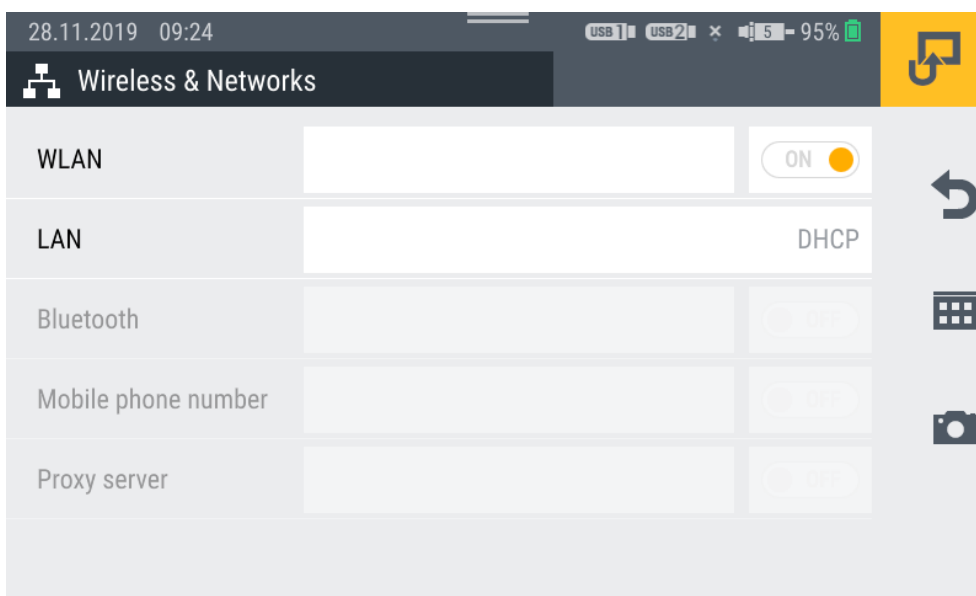 28.11.2019 09:24 USB 1 USB 2 5 95%
Wireless & Networks
WLAN ON
LAN DHCP
Bluetooth OFF
Mobile phone number OFF
Proxy server OFF